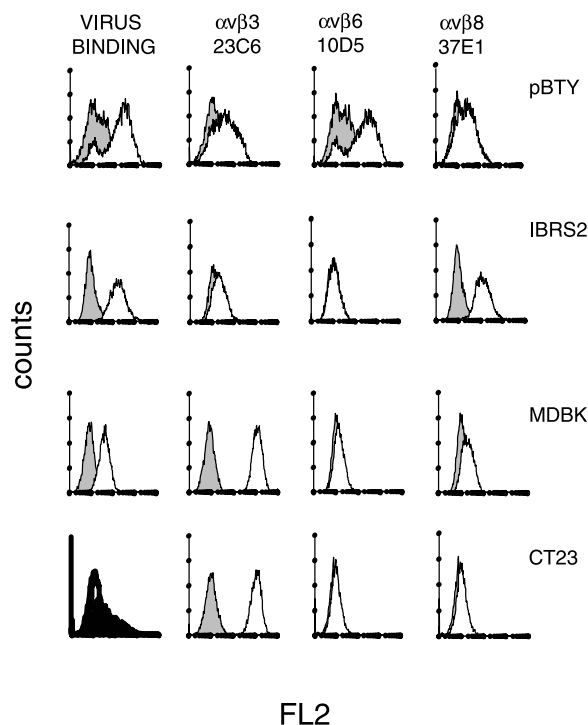 VIRUS BINDING
αvβ3 23C6
αvβ6 10D5
αvβ8 37E1
pBTY
IBRS2
MDBK
CT23
counts
FL2